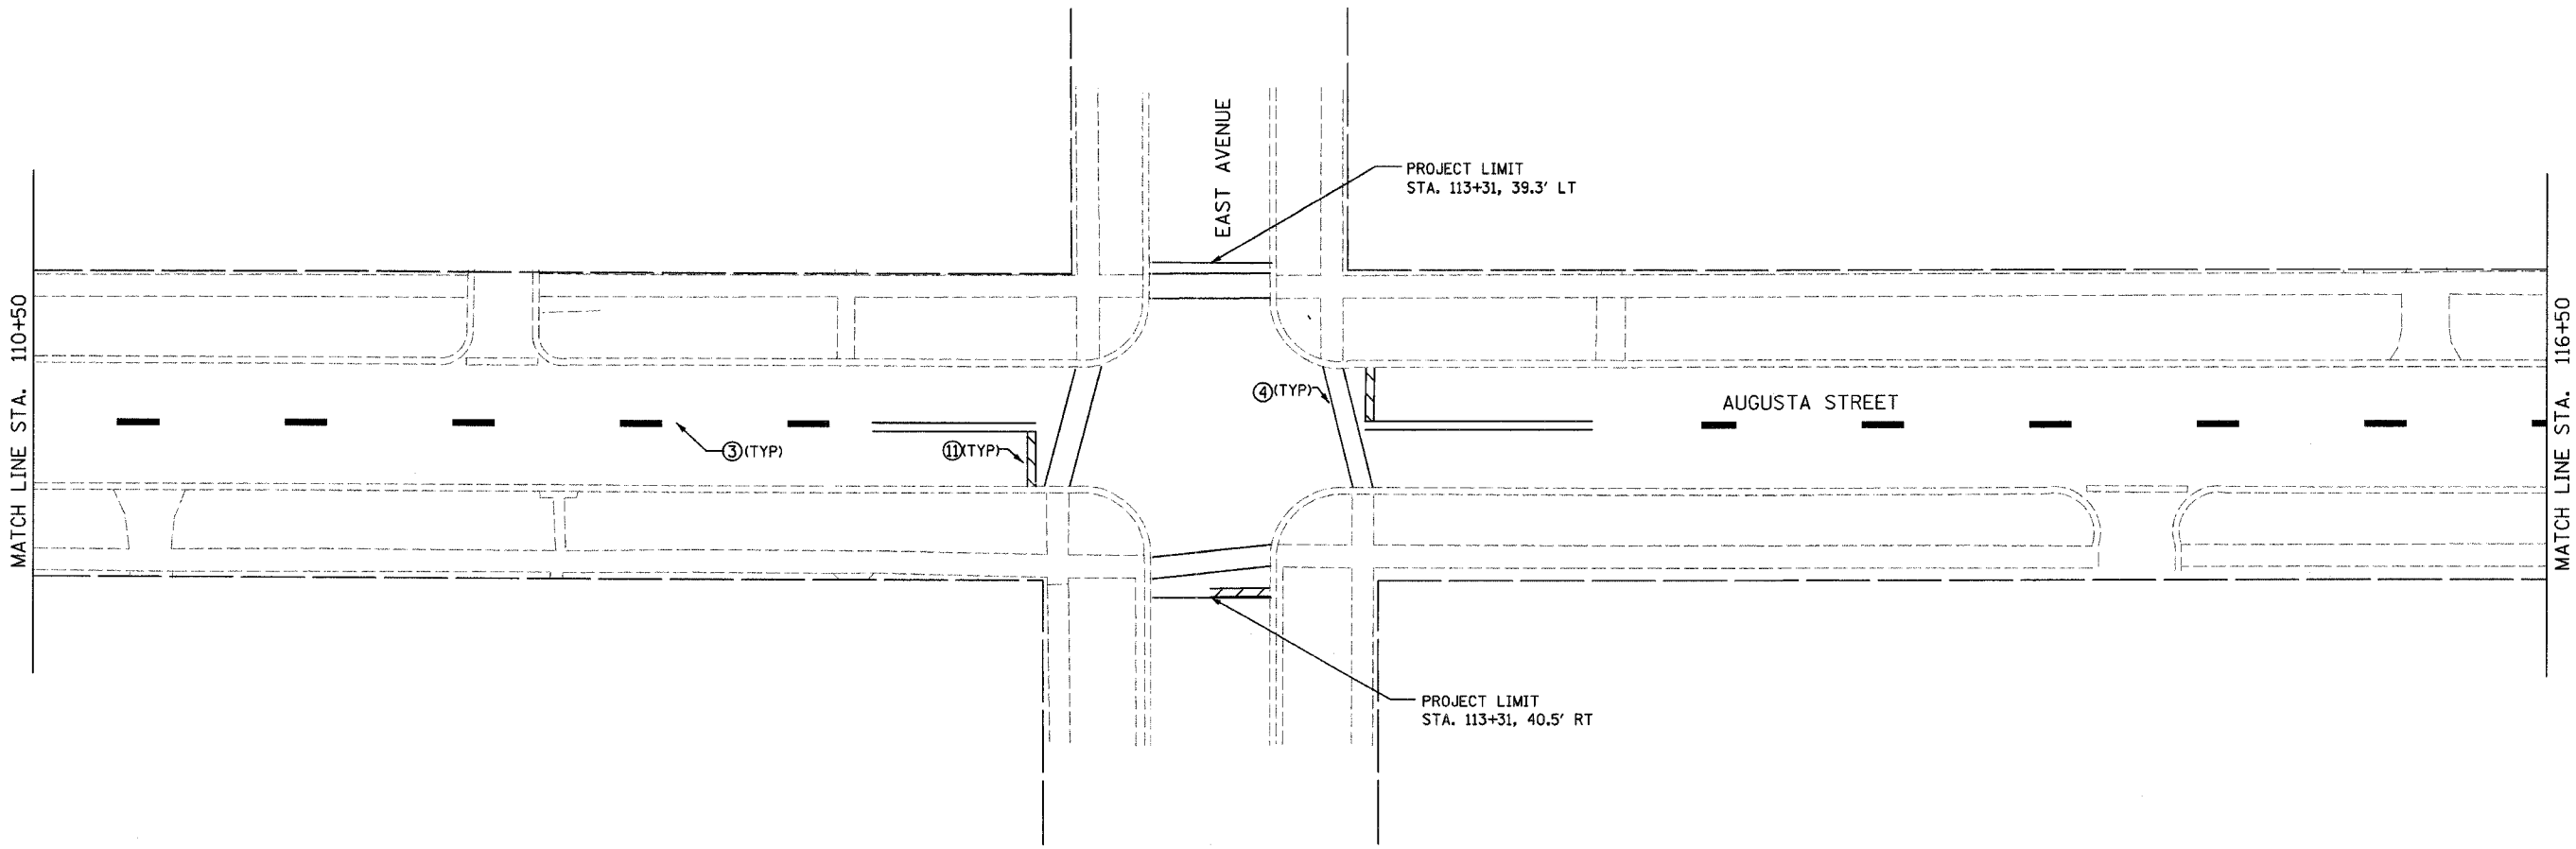 EAST AVENUE
PROJECT LIMIT
STA. 113+31, 39.3' LT
MATCH LINE STA. 110+50
MATCH LINE STA. 116+50
④(TYP)
AUGUSTA STREET
③(TYP)
⑪(TYP)
PROJECT LIMIT
STA. 113+31, 40.5' RT